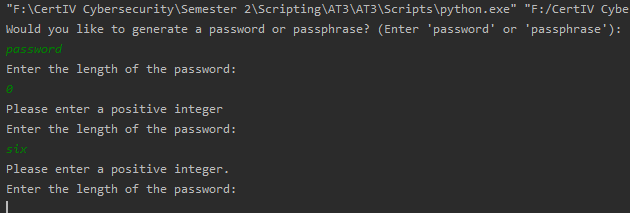 "F:\CertIV Cybersecurity\Semester 2\Scripting\AT3\AT3\Scripts\python.exe" "F:/CertIV Cybe
Would you like to generate a password or passphrase? (Enter 'password' or 'passphrase'):
password
Enter the length of the password:
0
Please enter a positive integer
Enter the length of the password:
six
Please enter a positive integer.
Enter the length of the password: